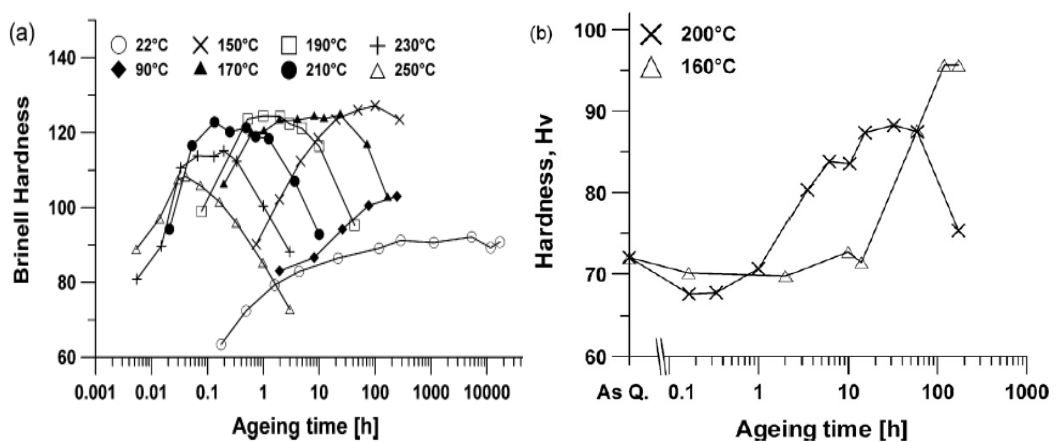 (a)
Brinell Hardness
140
120
100
80
60
22°C
150°C
190°C
230°C
90°C
170°C
210°C
250°C
0.001 0.01 0.1 1 10 100 1000 10000
Ageing time [h]
(b)
Hardness, Hv
100
90
80
70
60
200°C
160°C
As Q. 0.1 1 10 100 1000
Ageing time [h]